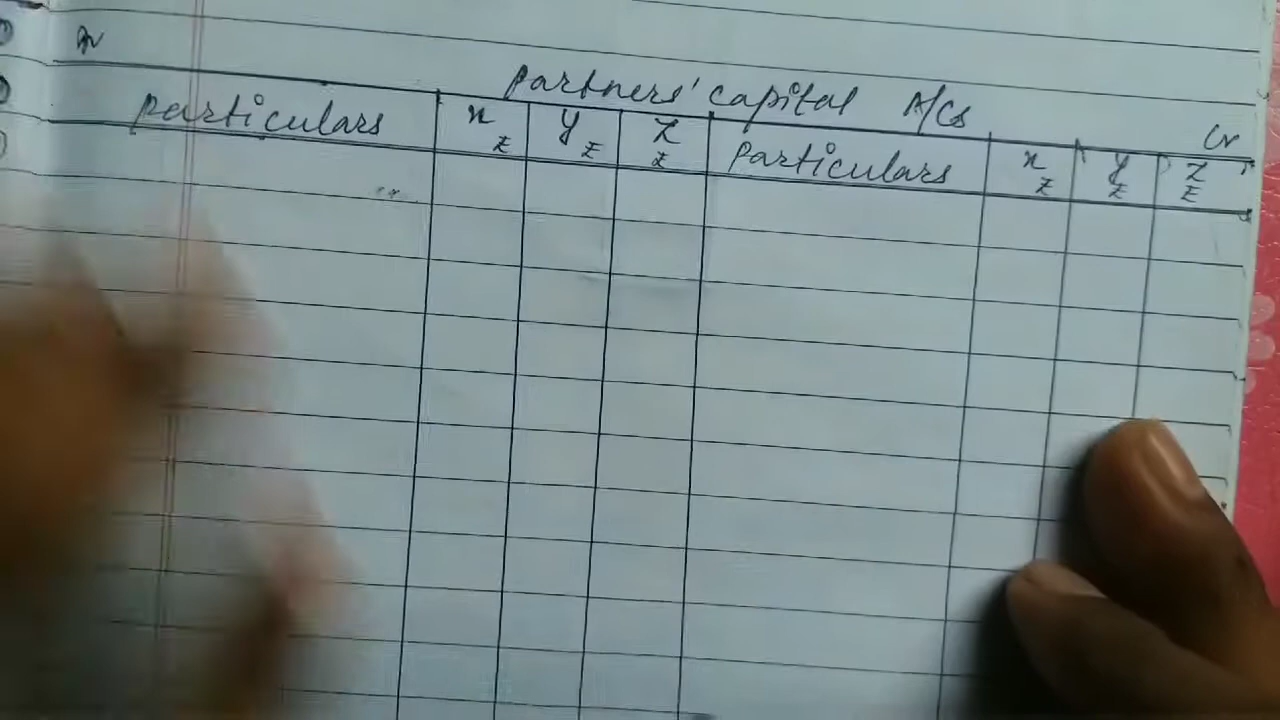 Dr
Partners' capital A/Cs
Cr
Particulars x y z Particulars x y z
₹ ₹ ₹ ₹ ₹ ₹